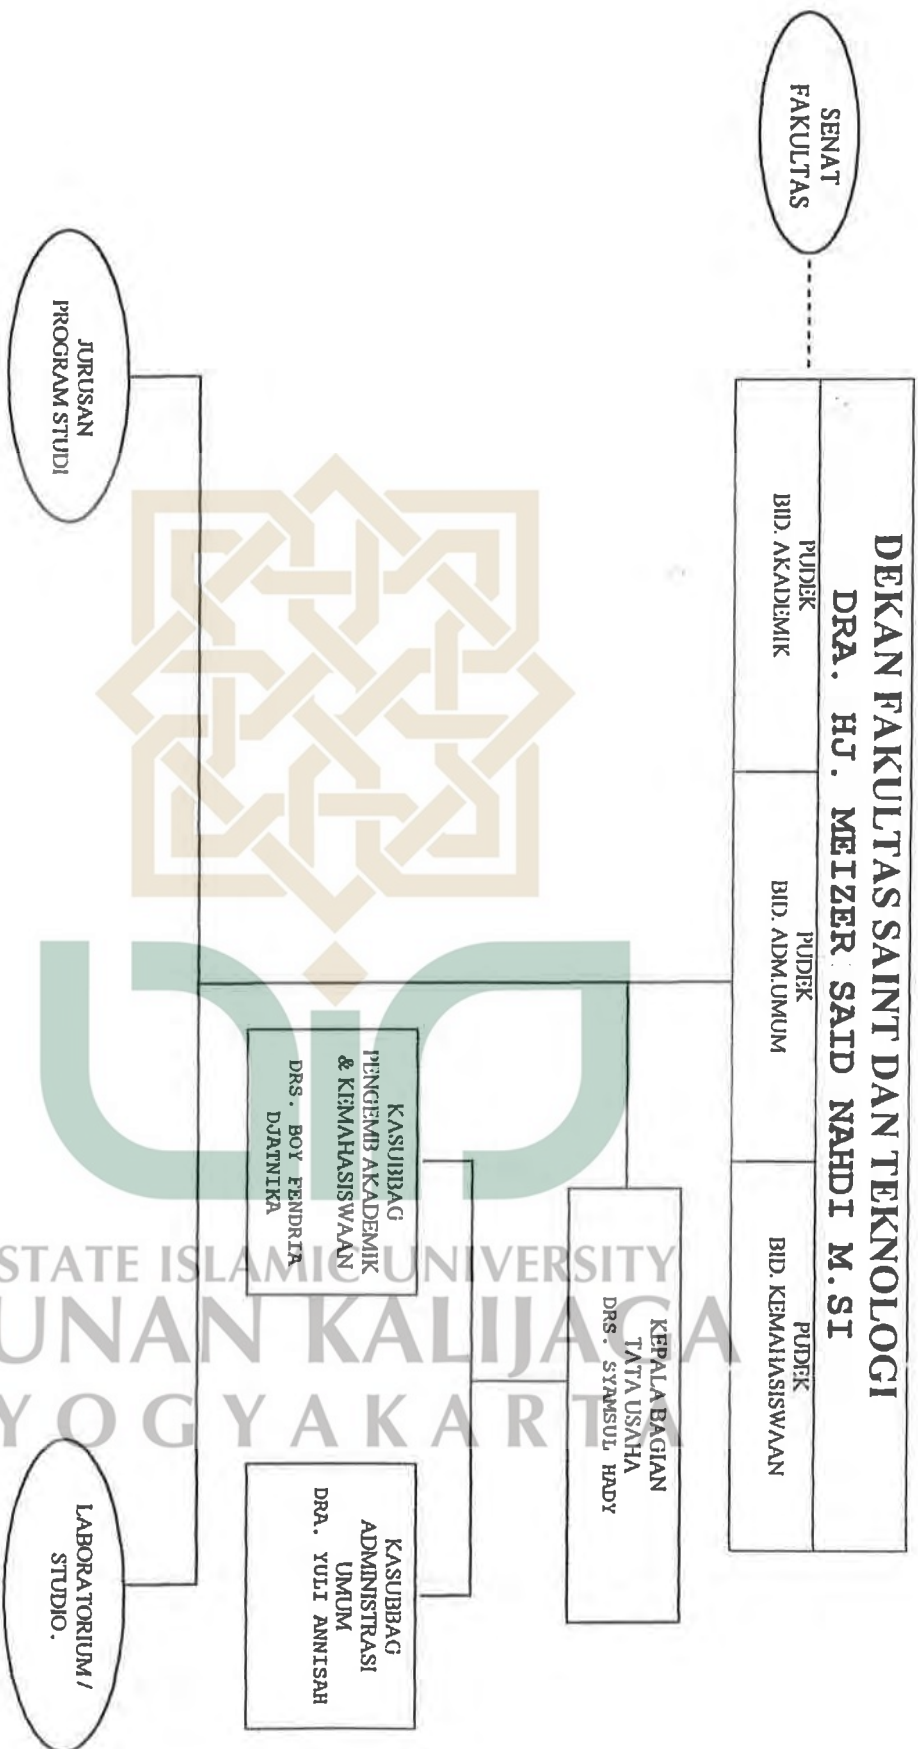 SENAT
FAKULTAS
DEKAN FAKULTAS SAINT DAN TEKNOLOGI
DRA. HJ. MEIZER SAID NAHDI M.SI
PUDEK
BID. AKADEMIK
PUDEK
BID. ADM.UMUM
PUDEK
BID. KEMAHASISWAAN
KEPALA BAGIAN
TATA USAHA
DRS. SYAMSUL HADY
KASUBBAG
PENGEMB AKADEMIK
& KEMAHASISWAAN
DRS. BOY FENDRIA
DJATNIKA
KASUBBAG
ADMINISTRASI
UMUM
DRA. YULI ANNISAH
JURUSAN
PROGRAM STUDI
LABORATORIUM /
STUDIO.
STATE ISLAMIC UNIVERSITY
UNAN KALIJAGA
YOGYAKARTA